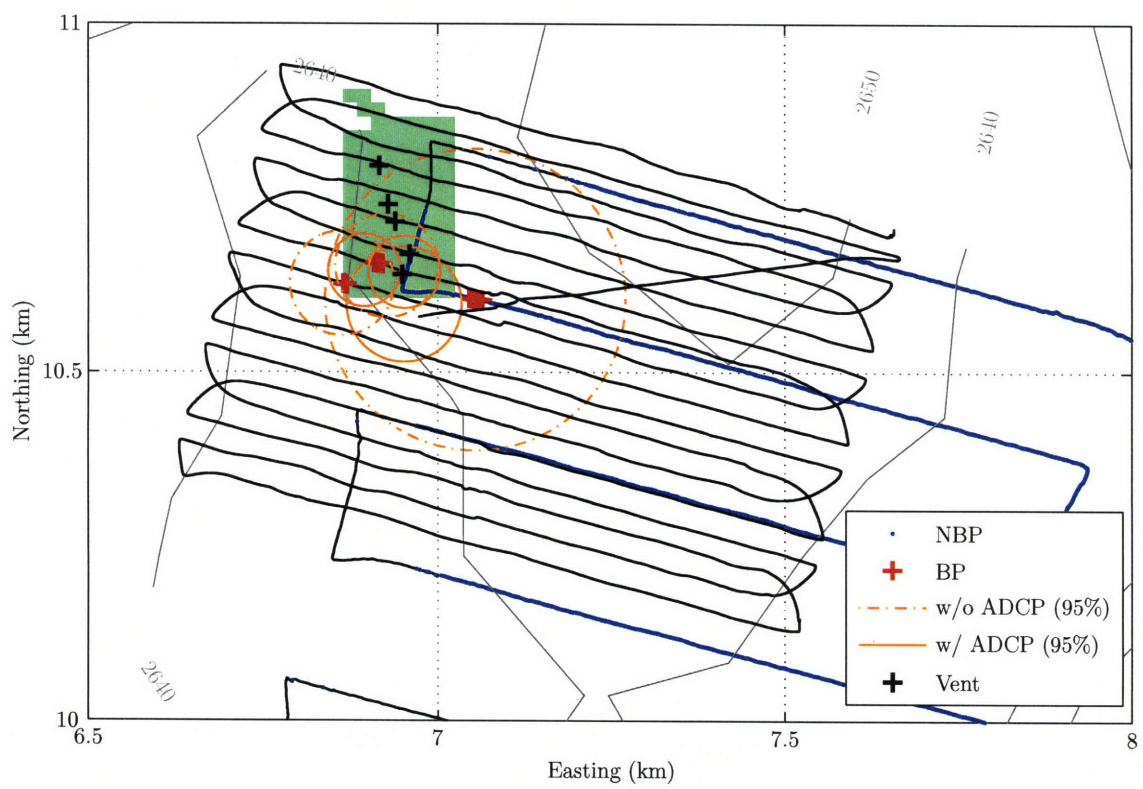 11
2640
2650
2640
10.5
Northing (km)
NBP
BP
w/o ADCP (95%)
w/ ADCP (95%)
Vent
2640
10
6.5
7
7.5
8
Easting (km)